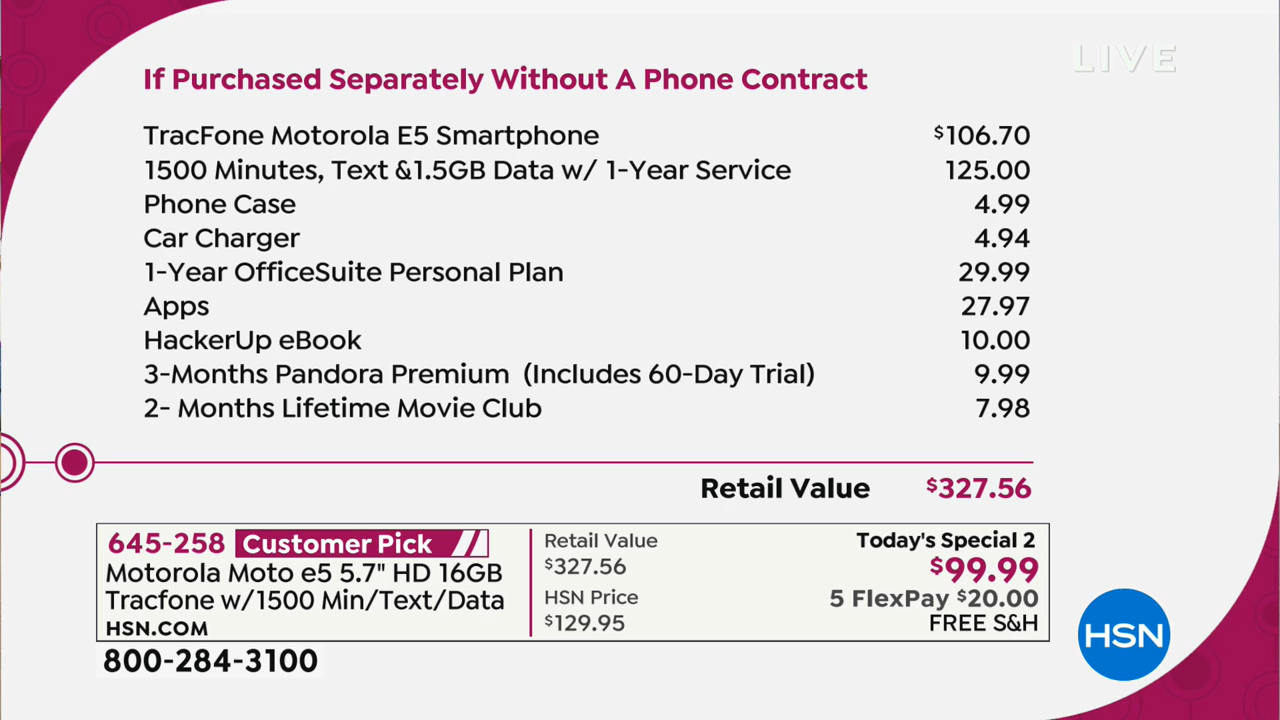 LIVE
If Purchased Separately Without A Phone Contract
TracFone Motorola E5 Smartphone $106.70
1500 Minutes, Text &1.5GB Data w/ 1-Year Service 125.00
Phone Case 4.99
Car Charger 4.94
1-Year OfficeSuite Personal Plan 29.99
Apps 27.97
HackerUp eBook 10.00
3-Months Pandora Premium (Includes 60-Day Trial) 9.99
2- Months Lifetime Movie Club 7.98
Retail Value $327.56
645-258 Customer Pick
Motorola Moto e5 5.7" HD 16GB
Tracfone w/1500 Min/Text/Data
HSN.COM
Retail Value
$327.56
HSN Price
$129.95
Today's Special 2
$99.99
5 FlexPay $20.00
FREE S&H
800-284-3100
HSN